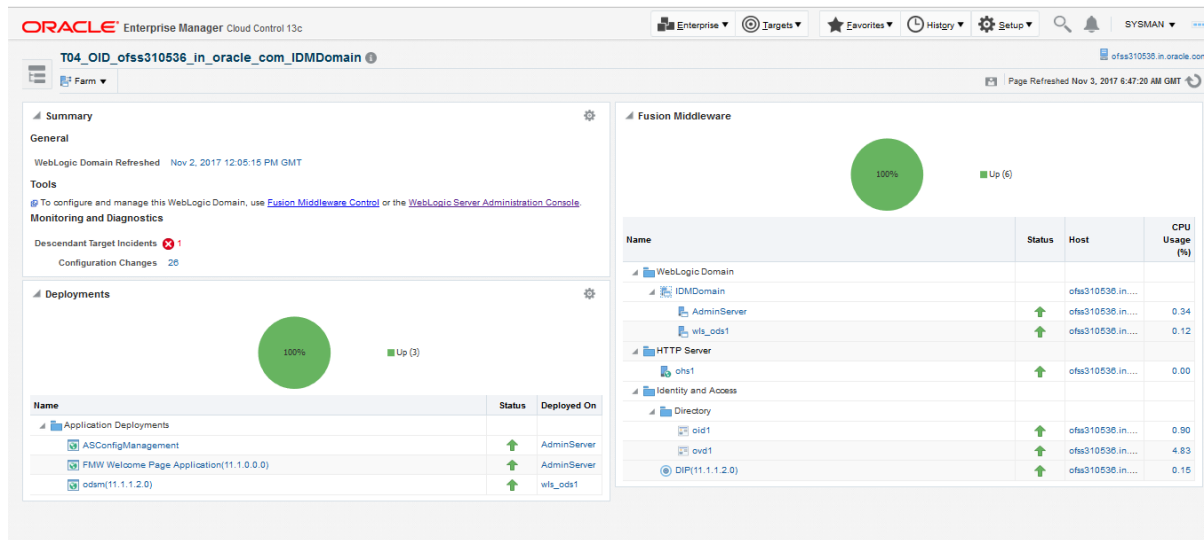 ORACLE Enterprise Manager Cloud Control 13c
Enterprise Targets Favorites History Setup SYSMAN
T04_OID_ofss310536_in_oracle_com_IDMDomain
ofss310536.in.oracle.com
Farm
Page Refreshed Nov 3, 2017 6:47:20 AM GMT
Summary
General
WebLogic Domain Refreshed Nov 2, 2017 12:05:15 PM GMT
Tools
To configure and manage this WebLogic Domain, use Fusion Middleware Control or the WebLogic Server Administration Console.
Monitoring and Diagnostics
Descendant Target Incidents 1
Configuration Changes 26
Deployments
100%
Up (3)
Name Status Deployed On
Application Deployments
ASConfigManagement AdminServer
FMW Welcome Page Application(11.1.0.0.0) AdminServer
odsm(11.1.1.2.0) wls_ods1
Fusion Middleware
100%
Up (6)
Name Status Host CPU Usage (%)
WebLogic Domain
IDMDomain ofss310536.in....
AdminServer ofss310536.in.... 0.34
wls_ods1 ofss310536.in.... 0.12
HTTP Server
ohs1 ofss310536.in.... 0.00
Identity and Access
Directory
oid1 ofss310536.in.... 0.90
ovd1 ofss310536.in.... 4.83
DIP(11.1.1.2.0) ofss310536.in.... 0.15